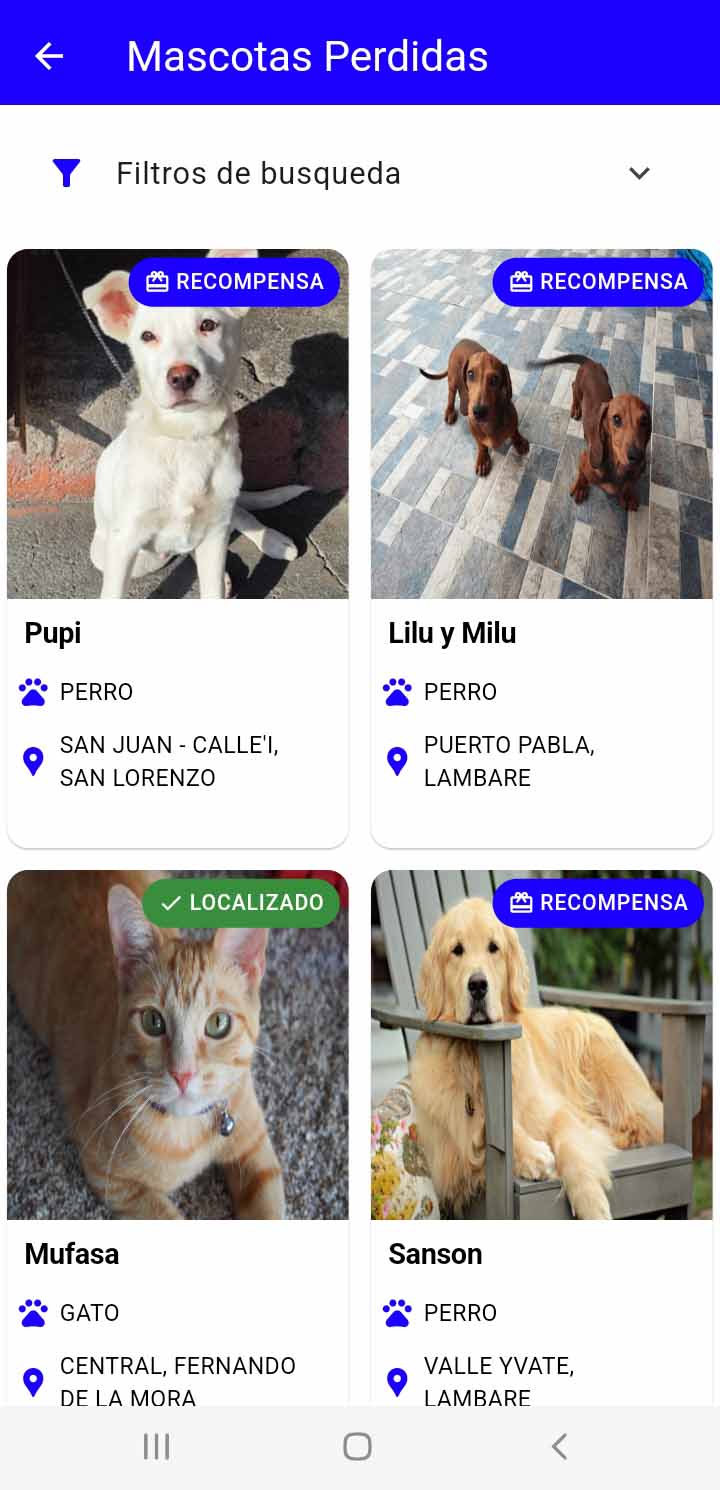 Mascotas Perdidas
Filtros de busqueda
RECOMPENSA
Pupi
PERRO
SAN JUAN - CALLE'I,
SAN LORENZO
RECOMPENSA
Lilu y Milu
PERRO
PUERTO PABLA,
LAMBARE
LOCALIZADO
Mufasa
GATO
CENTRAL, FERNANDO
DE LA MORA
RECOMPENSA
Sanson
PERRO
VALLE YVATE,
LAMBARE